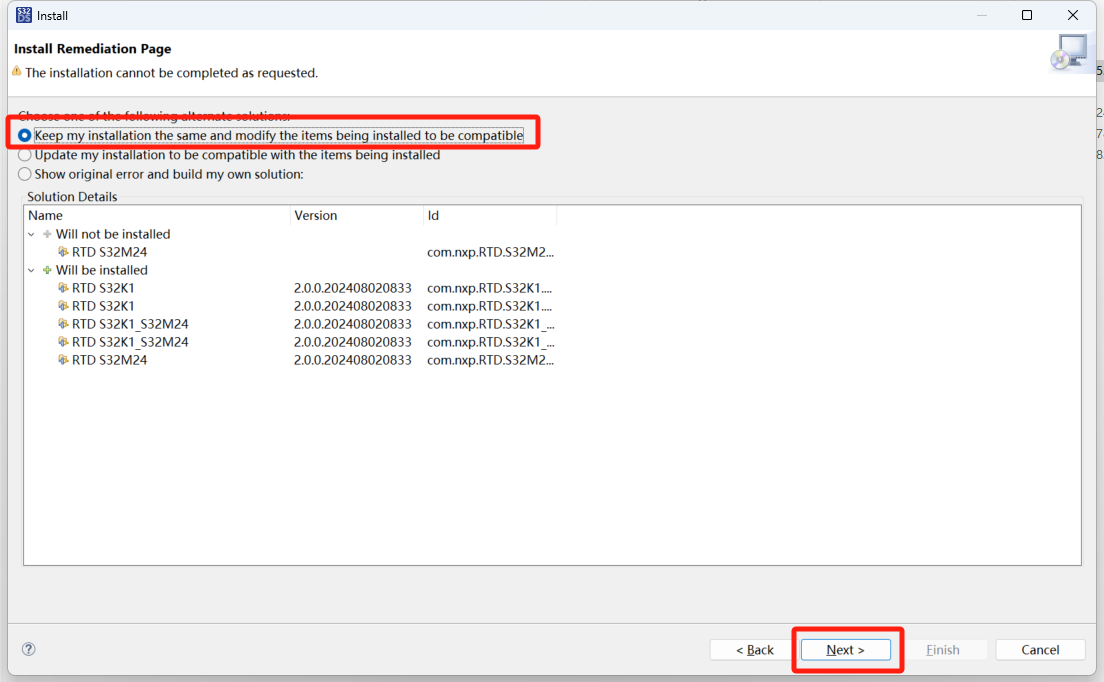 S32
DS
Install
Install Remediation Page
The installation cannot be completed as requested.
Choose one of the following alternate solutions:
Keep my installation the same and modify the items being installed to be compatible
Update my installation to be compatible with the items being installed
Show original error and build my own solution:
Solution Details
Name Version Id
Will not be installed
RTD S32M24 com.nxp.RTD.S32M2...
Will be installed
RTD S32K1 2.0.0.202408020833 com.nxp.RTD.S32K1....
RTD S32K1 2.0.0.202408020833 com.nxp.RTD.S32K1....
RTD S32K1_S32M24 2.0.0.202408020833 com.nxp.RTD.S32K1_...
RTD S32K1_S32M24 2.0.0.202408020833 com.nxp.RTD.S32K1_...
RTD S32M24 2.0.0.202408020833 com.nxp.RTD.S32M2...
? < Back Next > Finish Cancel